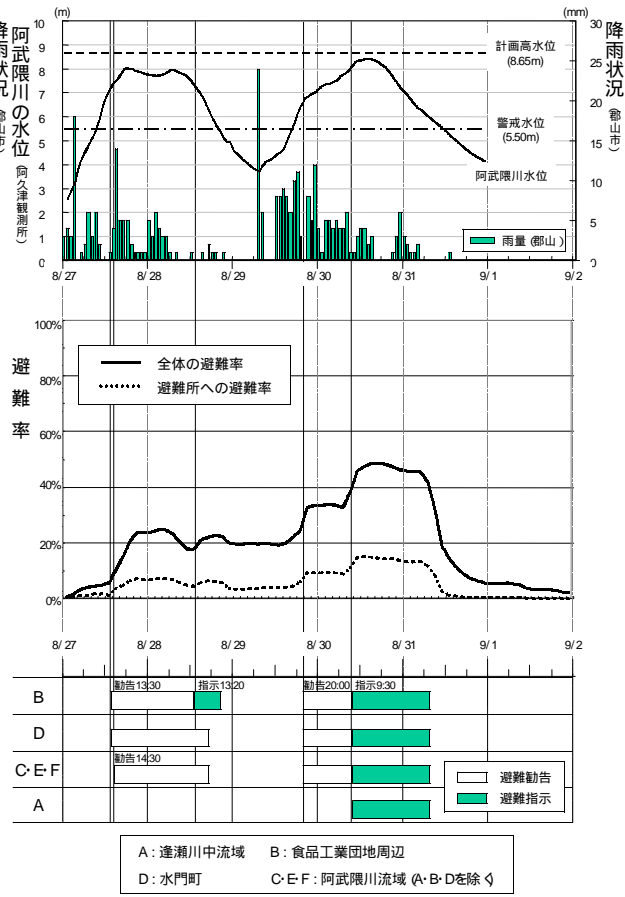 (m)
(mm)
降雨状況(郡山市)
阿武隈川の水位(阿久津観測所)
10
9
8
7
6
5
4
3
2
1
0
30
25
20
15
10
5
0
降雨状況(郡山市)
計画高水位
(8.65m)
警戒水位
(5.50m)
阿武隈川水位
雨量(郡山)
8/27 8/28 8/29 8/30 8/31 9/1 9/2
避難率
100%
80%
60%
40%
20%
0%
全体の避難率
避難所への避難率
8/27 8/28 8/29 8/30 8/31 9/1 9/2
勧告13:30 指示13:20 勧告20:00 指示9:30
B
D
勧告14:30
C・E・F
A
避難勧告
避難指示
A:逢瀬川中流域 B:食品工業団地周辺
D:水門町 C・E・F:阿武隈川流域(A・B・Dを除く)